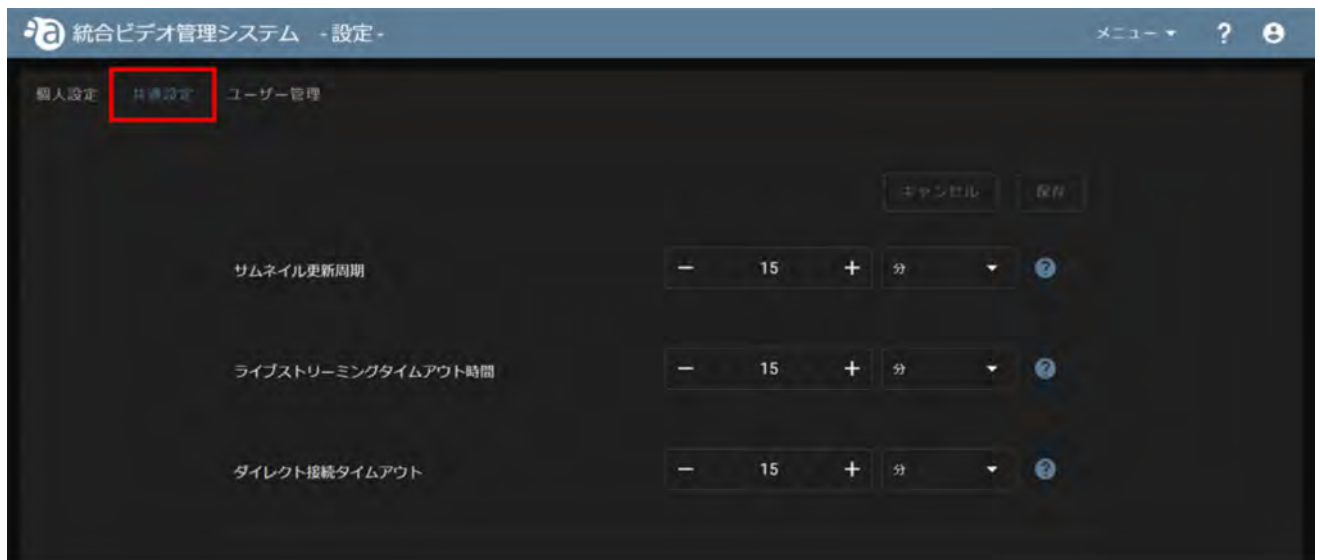 統合ビデオ管理システム - 設定 - メニュー ?
個人設定 共通設定 ユーザー管理
キャンセル 保存
サムネイル更新周期 − 15 + 分 ?
ライブストリーミングタイムアウト時間 − 15 + 分 ?
ダイレクト接続タイムアウト − 15 + 分 ?